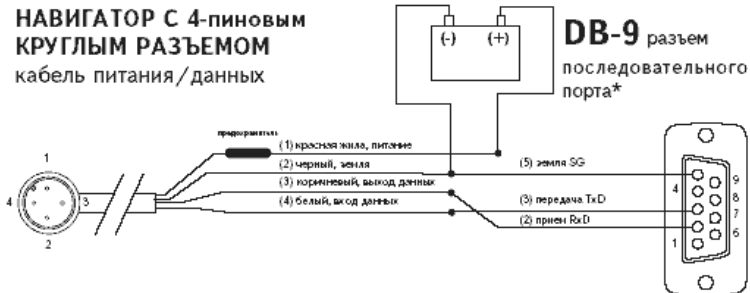 НАВИГАТОР С 4-пиновым
КРУГЛЫМ РАЗЪЕМОМ
кабель питания/данных
(-) (+)
DB-9 разъем
последовательного
порта*
предохранитель
(1) красная жила, питание
(2) черный, земля
(3) коричневый, выход данных
(4) белый, вход данных
(5) земля SG
(3) передача TxD
(2) прием RxD
1
4
3
2
4
1
9
8
7
6